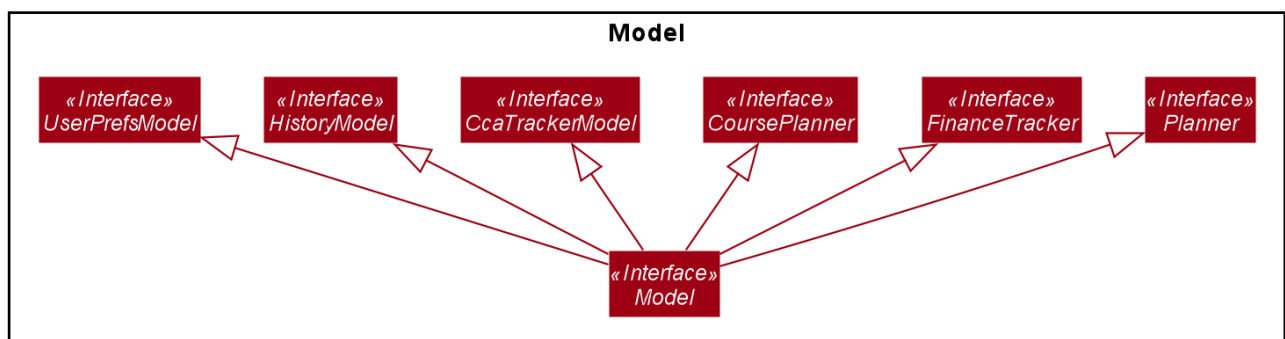 Model
«Interface»
UserPrefsModel
«Interface»
HistoryModel
«Interface»
CcaTrackerModel
«Interface»
CoursePlanner
«Interface»
FinanceTracker
«Interface»
Planner
«Interface»
Model